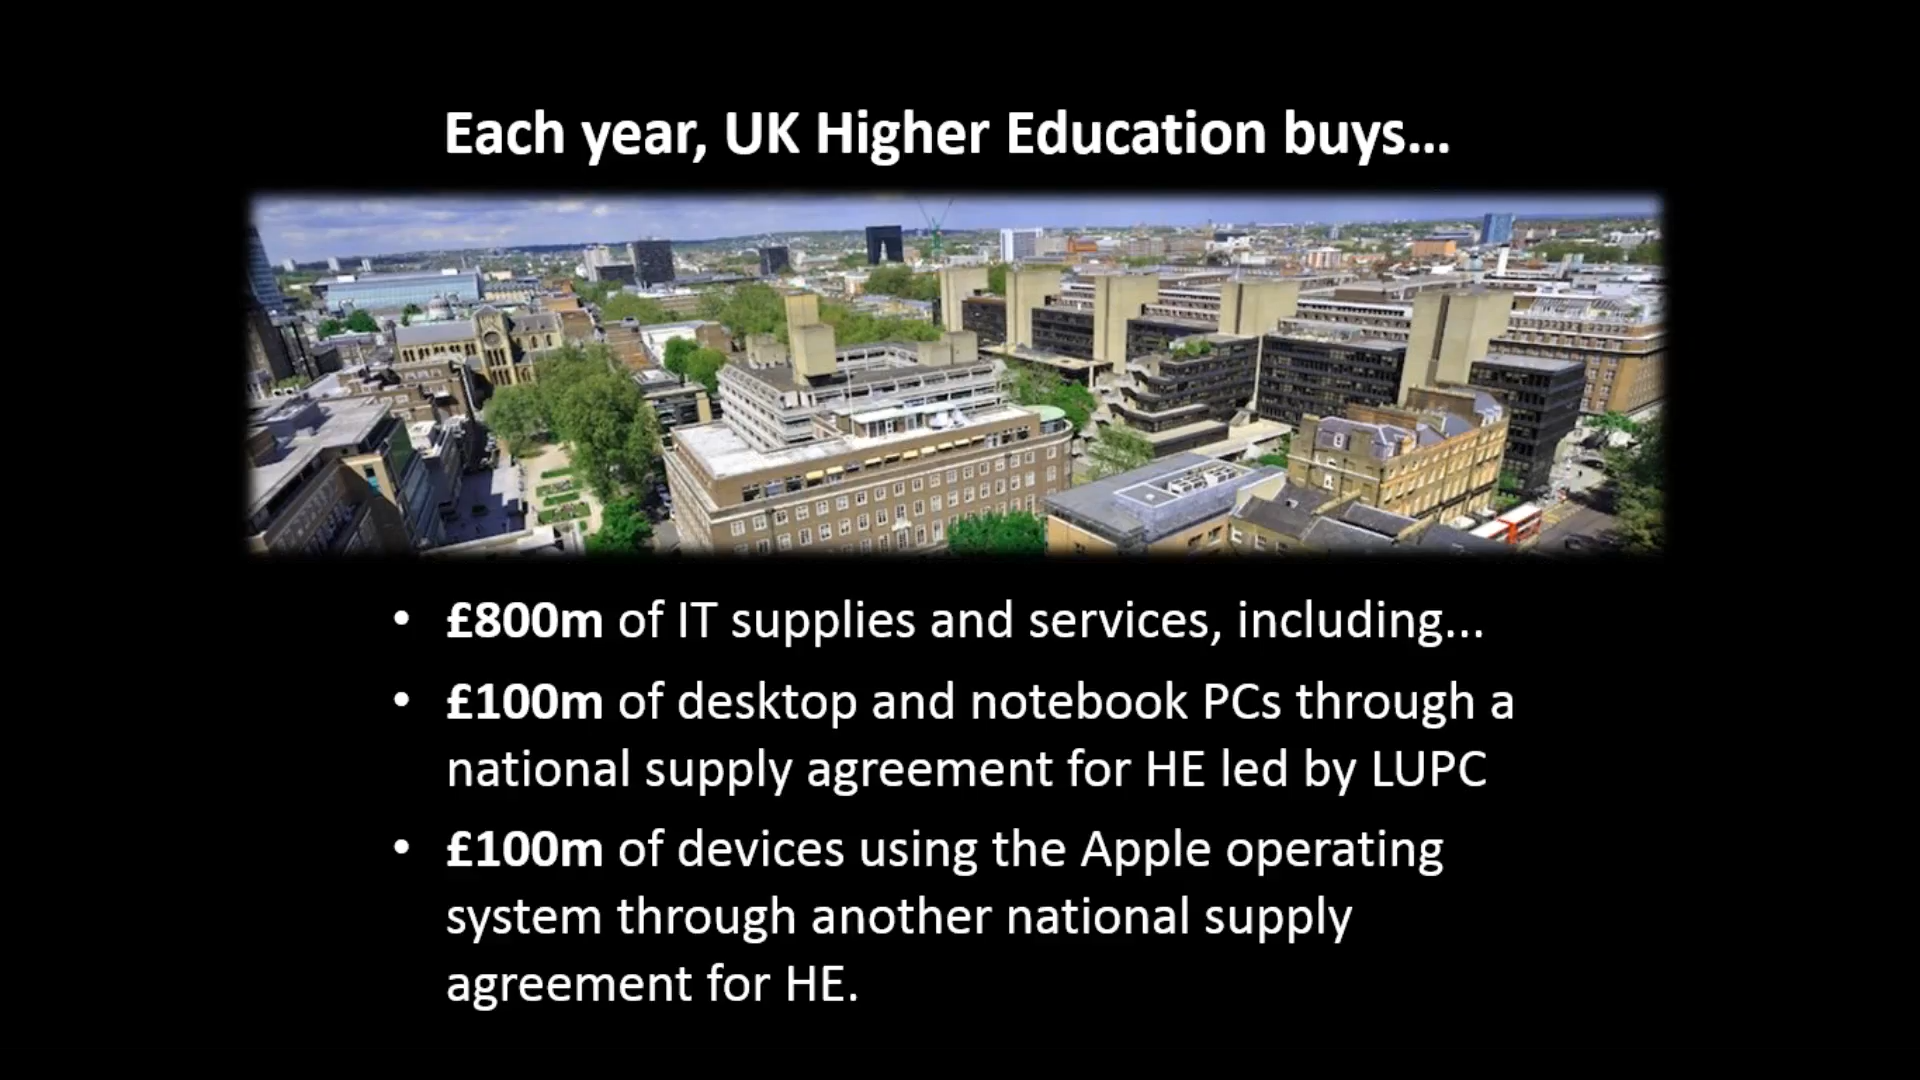 Each year, UK Higher Education buys...
• £800m of IT supplies and services, including...
• £100m of desktop and notebook PCs through a
national supply agreement for HE led by LUPC
• £100m of devices using the Apple operating
system through another national supply
agreement for HE.